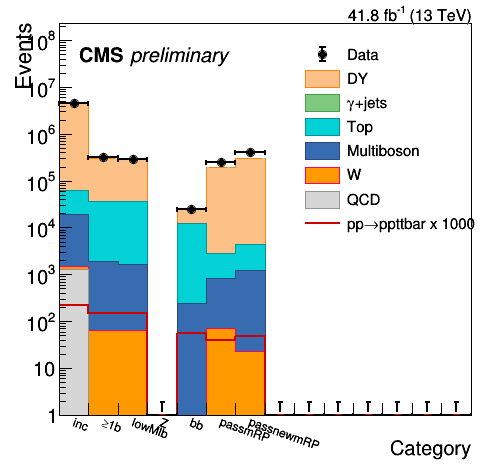 41.8 fb⁻¹ (13 TeV)
Events
CMS preliminary
Data
DY
γ+jets
Top
Multiboson
W
QCD
pp→ppttbar x 1000
10⁸
10⁷
10⁶
10⁵
10⁴
10³
10²
10
1
inc
≥1b
lowMlb
Z
bb
passmRP
passnewmRP
Category